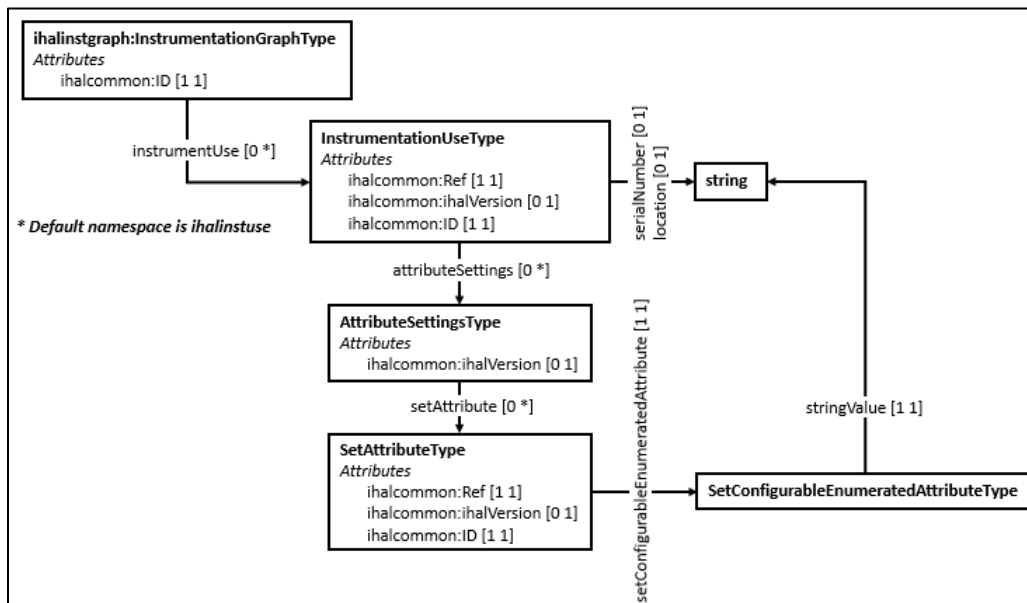 ihalinstgraph:InstrumentationGraphType
Attributes
ihalcommon:ID [1 1]
instrumentUse [0 *]
InstrumentationUseType
Attributes
ihalcommon:Ref [1 1]
ihalcommon:ihalVersion [0 1]
ihalcommon:ID [1 1]
serialNumber [0 1]
location [0 1]
string
* Default namespace is ihalinstuse
attributeSettings [0 *]
AttributeSettingsType
Attributes
ihalcommon:ihalVersion [0 1]
setAttribute [0 *]
SetAttributeType
Attributes
ihalcommon:Ref [1 1]
ihalcommon:ihalVersion [0 1]
ihalcommon:ID [1 1]
setConfigurableEnumeratedAttribute [1 1]
stringValue [1 1]
SetConfigurableEnumeratedAttributeType